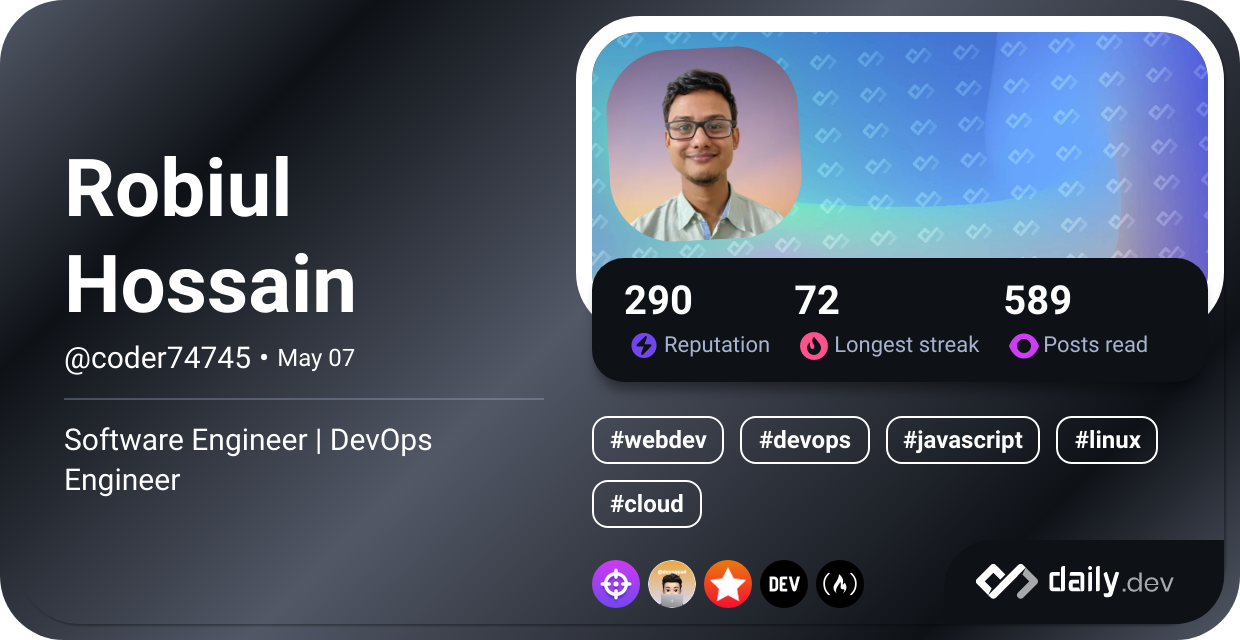 Robiul
Hossain
@coder74745 • May 07
Software Engineer | DevOps
Engineer
290
Reputation
72
Longest streak
589
Posts read
#webdev #devops #javascript #linux
#cloud
DEV
daily.dev